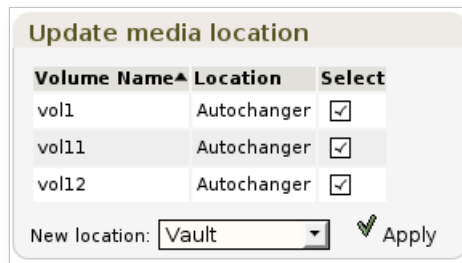 Update media location
Volume Name Location Select
vol1 Autochanger
vol11 Autochanger
vol12 Autochanger
New location: Vault Apply